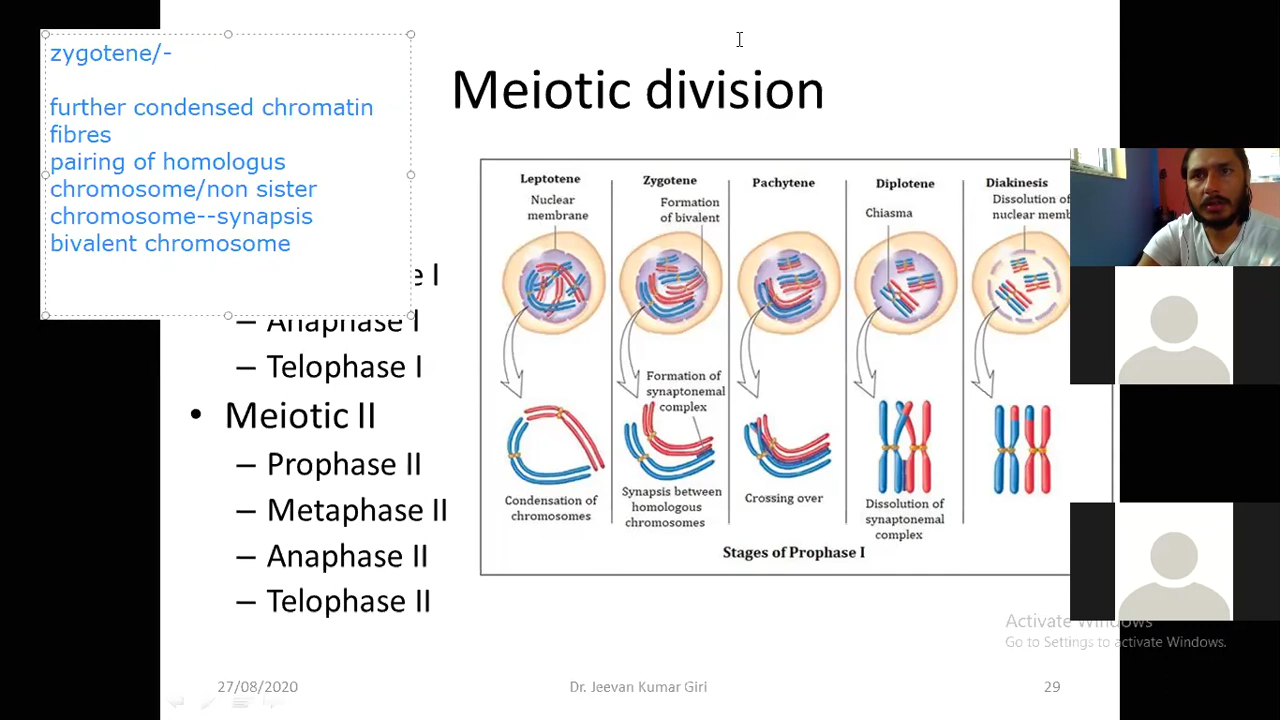 zygotene/-
further condensed chromatin
fibres
pairing of homologus
chromosome/non sister
chromosome--synapsis
bivalent chromosome
Meiotic division
e I
– Anaphase I
– Telophase I
• Meiotic II
– Prophase II
– Metaphase II
– Anaphase II
– Telophase II
Leptotene
Nuclear
membrane
Condensation of
chromosomes
Zygotene
Formation
of bivalent
Formation of
synaptonemal
complex
Synapsis between
homologous
chromosomes
Pachytene
Crossing over
Diplotene
Chiasma
Dissolution of
synaptonemal
complex
Diakinesis
Dissolution of
nuclear memb
Stages of Prophase I
Activate Windows
Go to Settings to activate Windows.
27/08/2020
Dr. Jeevan Kumar Giri
29